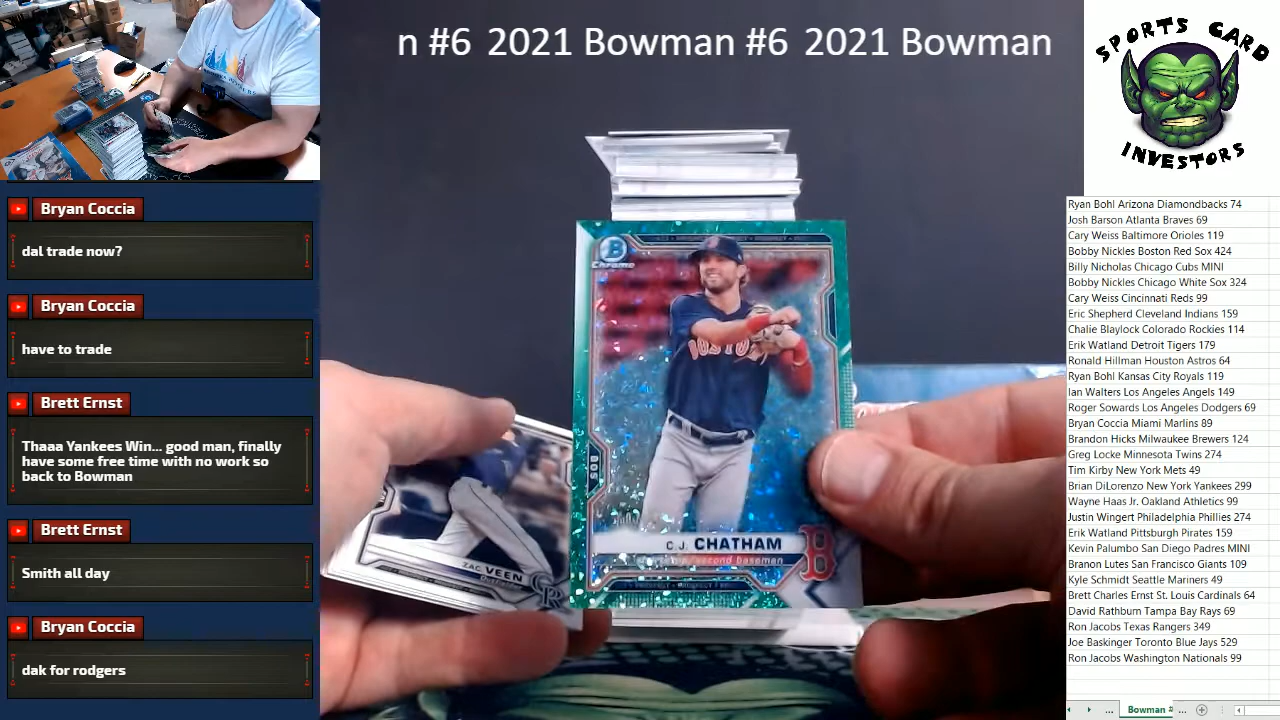 n #6 2021 Bowman #6 2021 Bowman
SPORTS CARD
INVESTORS
Bryan Coccia
dal trade now?
Bryan Coccia
have to trade
Brett Ernst
Thaaa Yankees Win... good man, finally
have some free time with no work so
back to Bowman
Brett Ernst
Smith all day
Bryan Coccia
dak for rodgers
B
Chrome
BOSTON
BOS
C.J. CHATHAM
second baseman
B
ZAC VEEN
CR
Ryan Bohl Arizona Diamondbacks 74
Josh Barson Atlanta Braves 69
Cary Weiss Baltimore Orioles 119
Bobby Nickles Boston Red Sox 424
Billy Nicholas Chicago Cubs MINI
Bobby Nickles Chicago White Sox 324
Cary Weiss Cincinnati Reds 99
Eric Shepherd Cleveland Indians 159
Chalie Blaylock Colorado Rockies 114
Erik Watland Detroit Tigers 179
Ronald Hillman Houston Astros 64
Ryan Bohl Kansas City Royals 119
Ian Walters Los Angeles Angels 149
Roger Sowards Los Angeles Dodgers 69
Bryan Coccia Miami Marlins 89
Brandon Hicks Milwaukee Brewers 124
Greg Locke Minnesota Twins 274
Tim Kirby New York Mets 49
Brian DiLorenzo New York Yankees 299
Wayne Haas Jr. Oakland Athletics 99
Justin Wingert Philadelphia Phillies 274
Erik Watland Pittsburgh Pirates 159
Kevin Palumbo San Diego Padres MINI
Branon Lutes San Francisco Giants 109
Kyle Schmidt Seattle Mariners 49
Brett Charles Ernst St. Louis Cardinals 64
David Rathburn Tampa Bay Rays 69
Ron Jacobs Texas Rangers 349
Joe Baskinger Toronto Blue Jays 529
Ron Jacobs Washington Nationals 99
... Bowman # ...